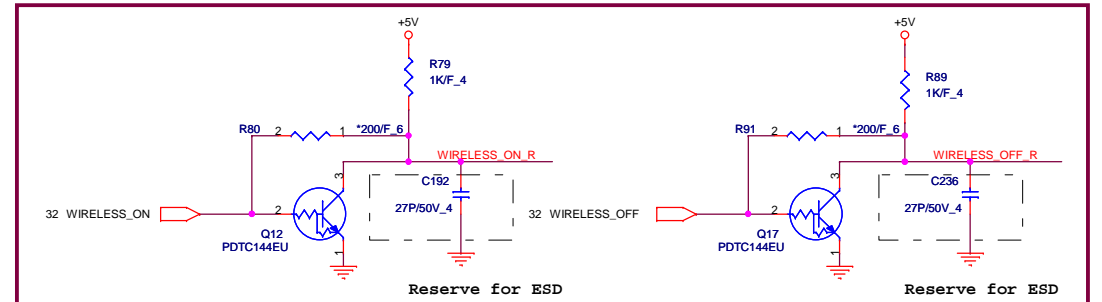 +5V
+5V
R79
1K/F_4
R89
1K/F_4
R80 2 1 *200/F_6
R91 2 1 *200/F_6
WIRELESS_ON_R
WIRELESS_OFF_R
3
C192
3
C236
32 WIRELESS_ON
2
27P/50V_4
32 WIRELESS_OFF
2
27P/50V_4
Q12
PDTC144EU
1
Q17
PDTC144EU
1
Reserve for ESD
Reserve for ESD